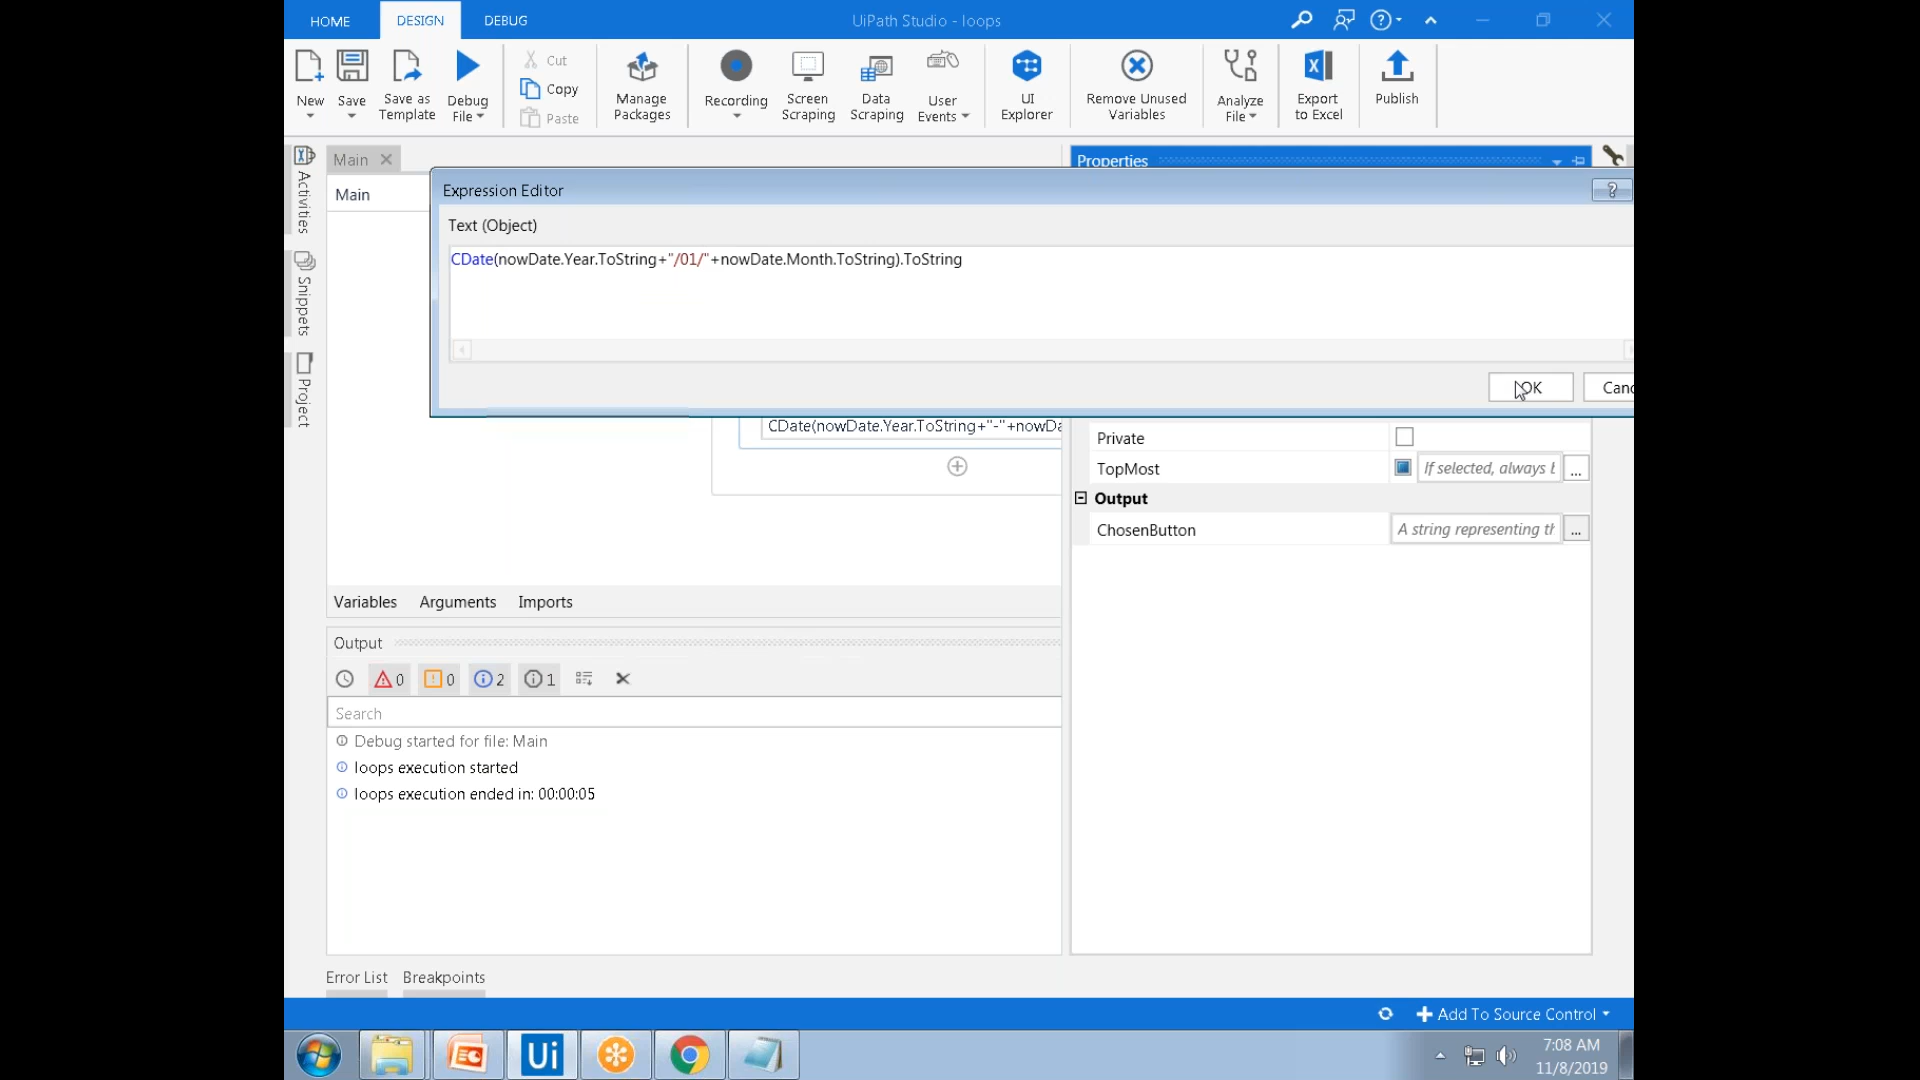 HOME DESIGN DEBUG UiPath Studio - loops
New Save Save as Template Debug File Cut Copy Paste Manage Packages Recording Screen Scraping Data Scraping User Events UI Explorer Remove Unused Variables Analyze File Export to Excel Publish
Activities
Snippets
Project
Main
Properties
Main
Expression Editor
Text (Object)
CDate(nowDate.Year.ToString+"/01/"+nowDate.Month.ToString).ToString
OK Canc
CDate(nowDate.Year.ToString+"-"+nowDa
Private
TopMost If selected, always b ...
Output
ChosenButton A string representing th ...
Variables Arguments Imports
Output
0 0 2 1
Search
Debug started for file: Main
loops execution started
loops execution ended in: 00:00:05
Error List Breakpoints
Add To Source Control
Ui
7:08 AM
11/8/2019